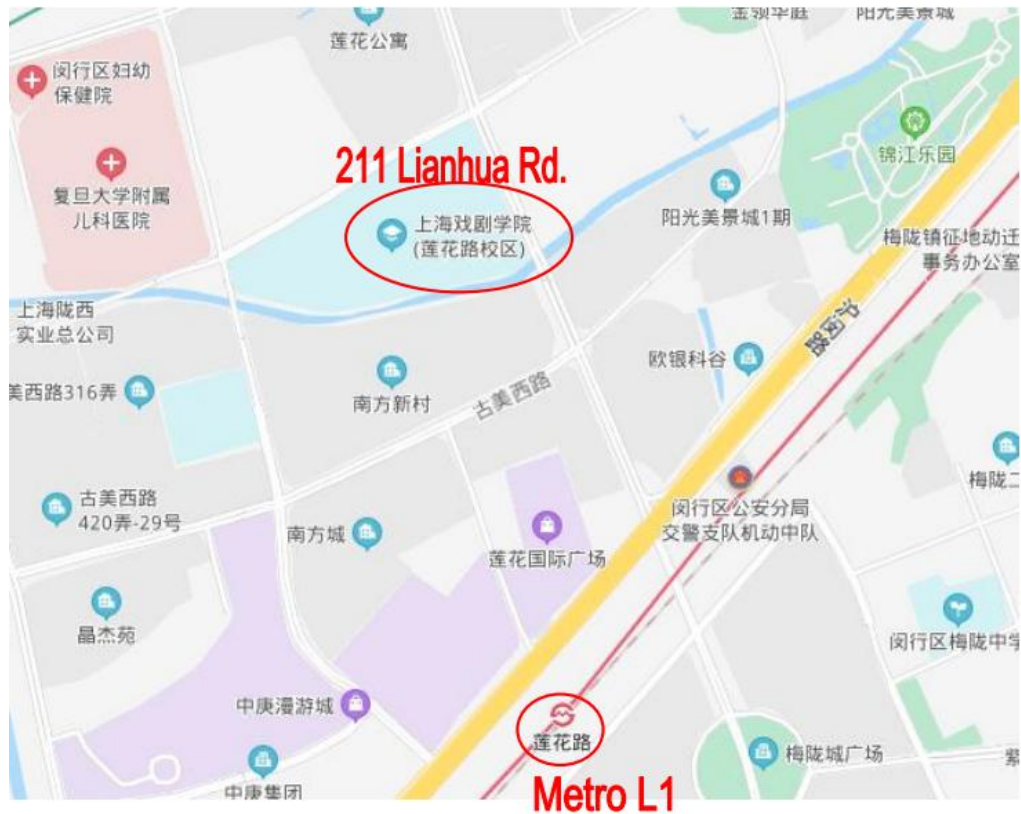 金领华庭
阳光美景城
莲花公寓
闵行区妇幼
保健院
锦江乐园
211 Lianhua Rd.
复旦大学附属
儿科医院
上海戏剧学院
(莲花路校区)
阳光美景城1期
梅陇镇征地动迁
事务办公室
上海陇西
实业总公司
沪闵路
欧银科谷
美西路316弄
南方新村
古美西路
梅陇二
古美西路
420弄-29号
闵行区公安分局
交警支队机动中队
南方城
莲花国际广场
晶杰苑
闵行区梅陇中学
中庚漫游城
莲花路
梅陇城广场
紫
中庚集团
Metro L1